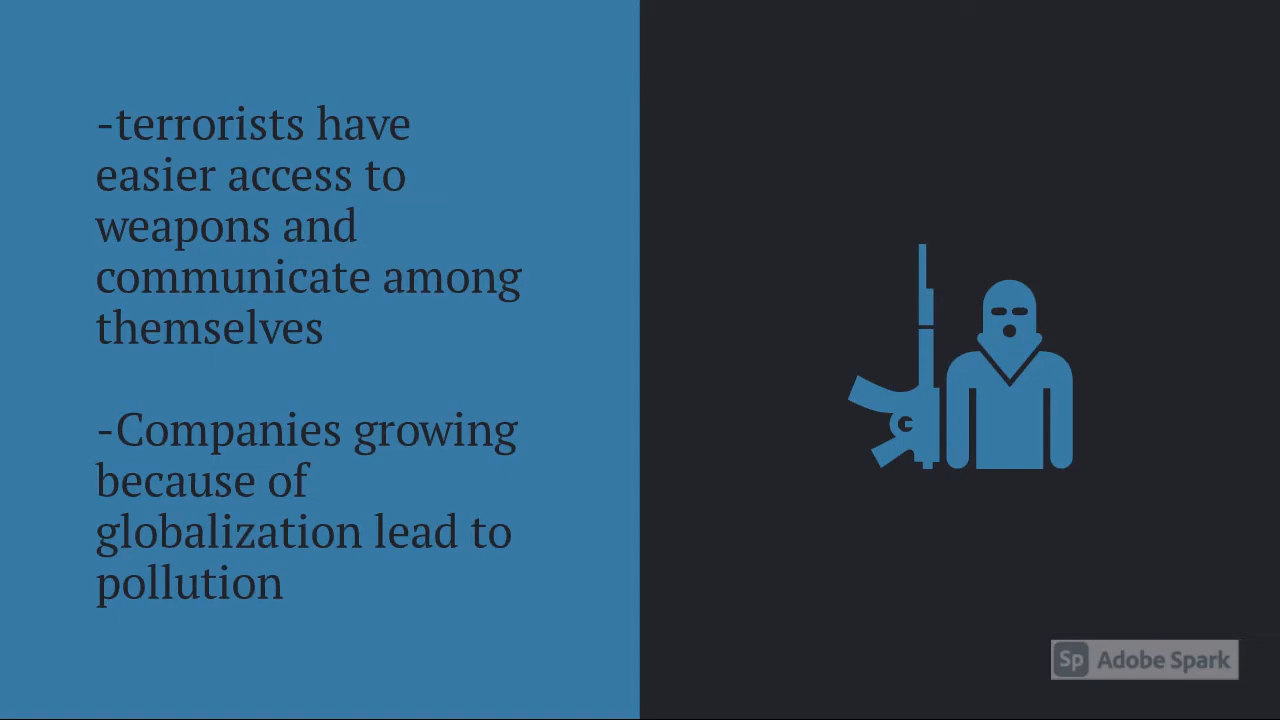 -terrorists have
easier access to
weapons and
communicate among
themselves
-Companies growing
because of
globalization lead to
pollution
Sp Adobe Spark